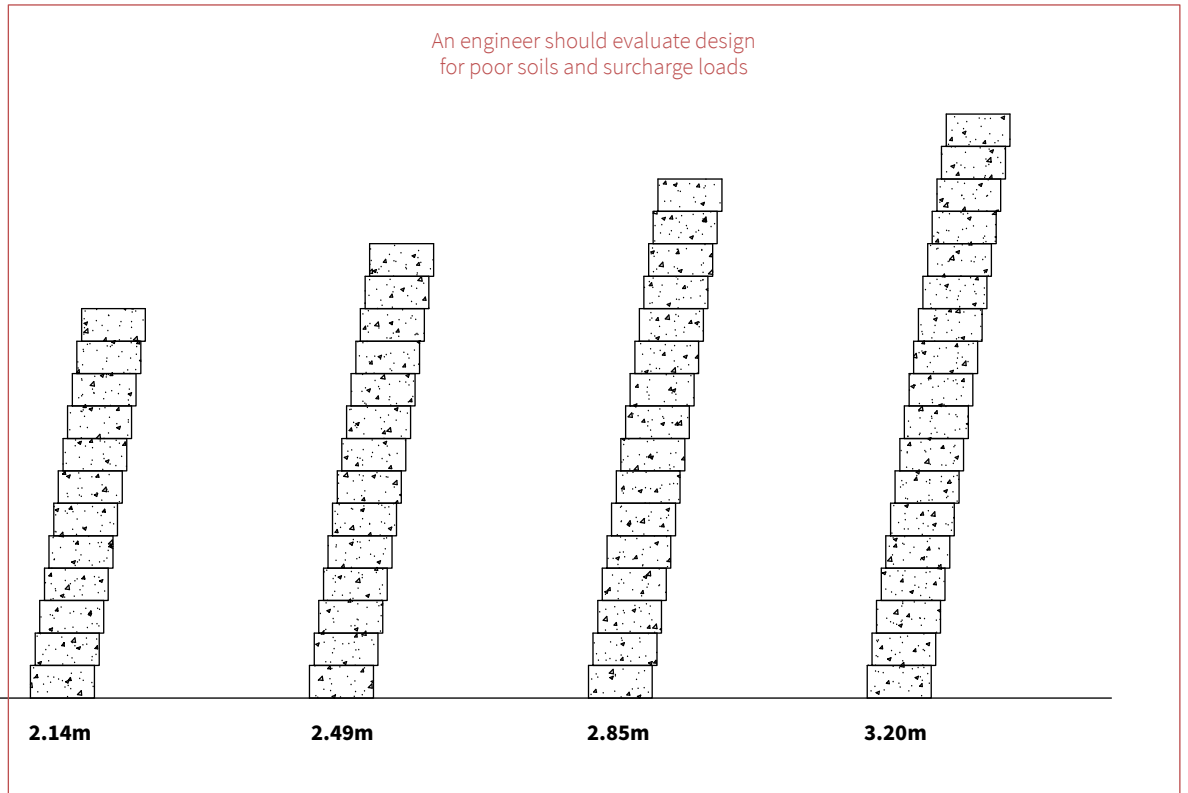 An engineer should evaluate design
for poor soils and surcharge loads
2.14m
2.49m
2.85m
3.20m